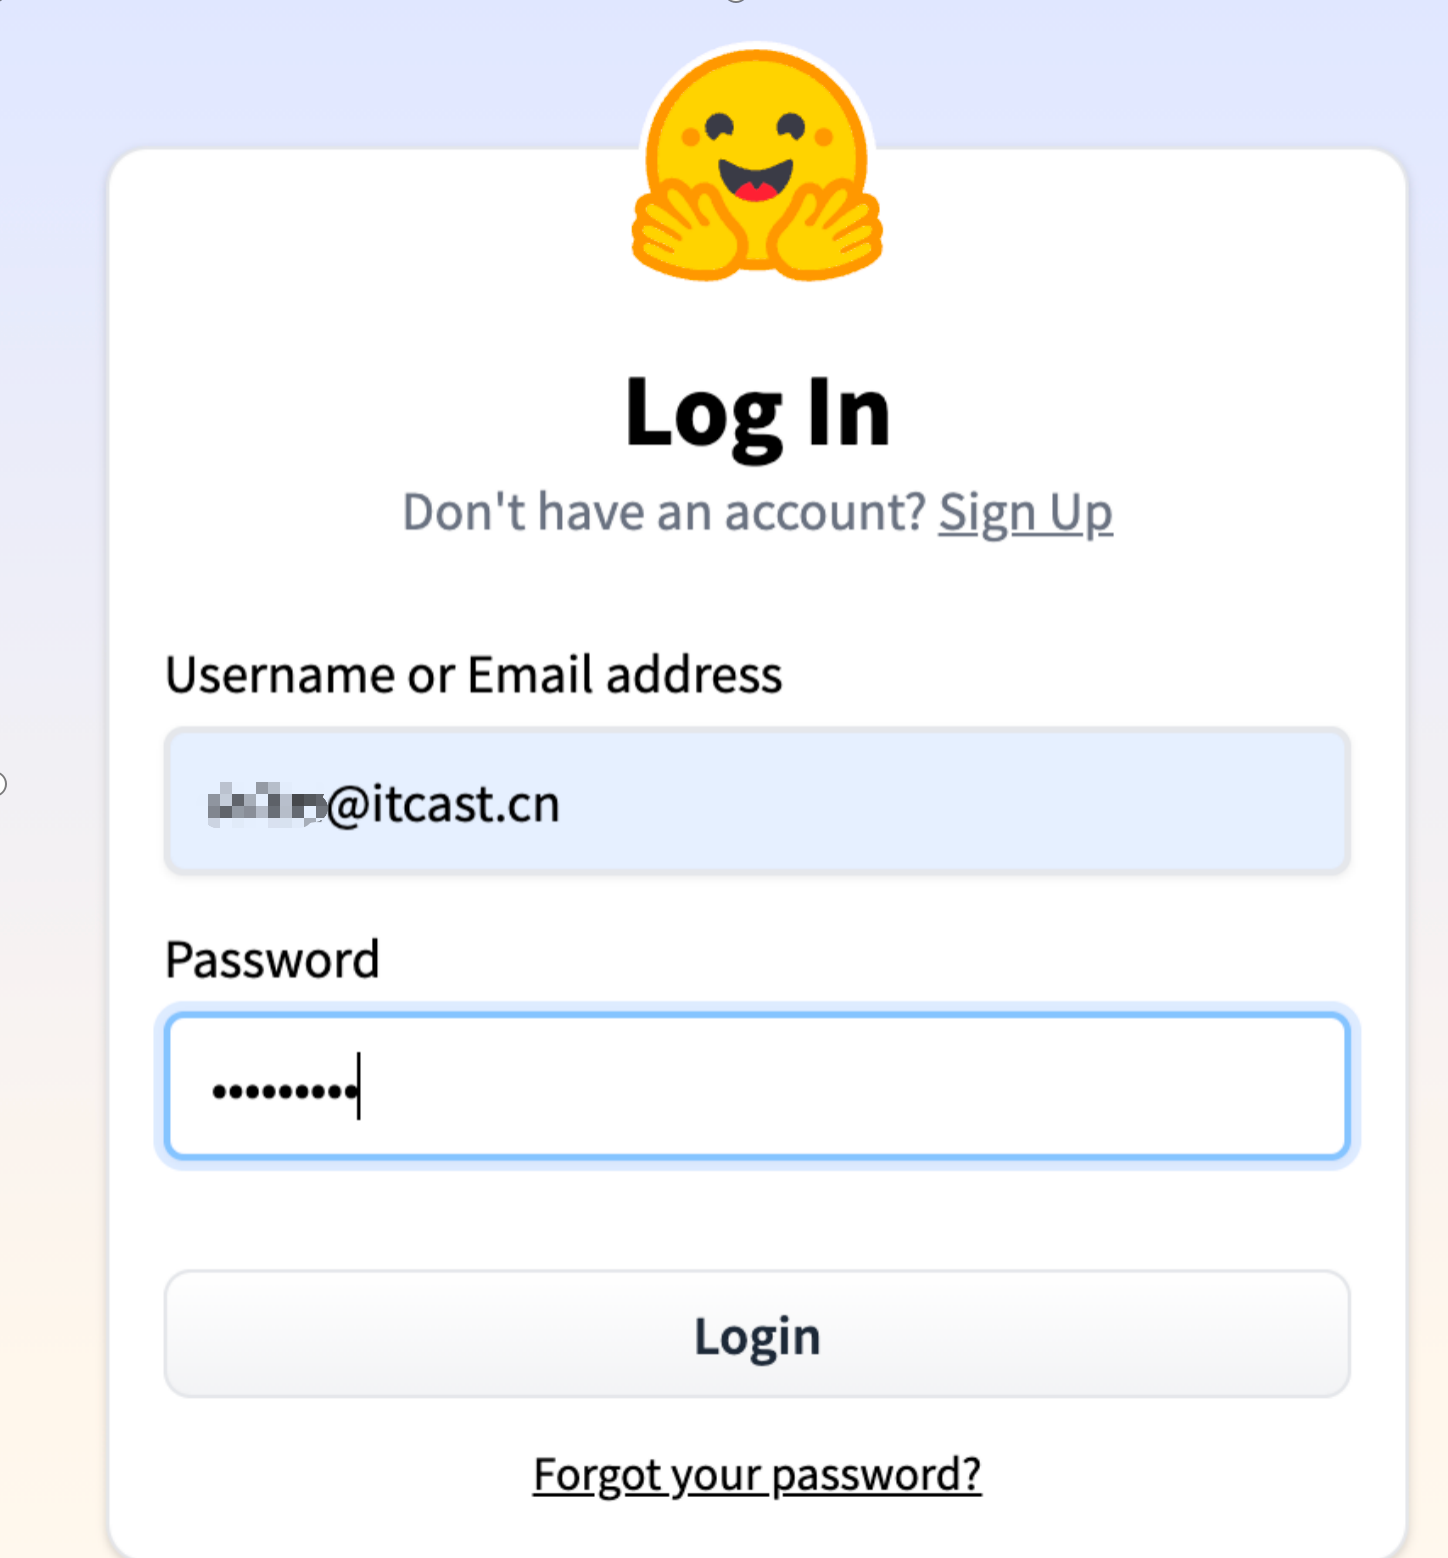 Log In
Don't have an account? Sign Up
Username or Email address
@itcast.cn
Password
Login
Forgot your password?